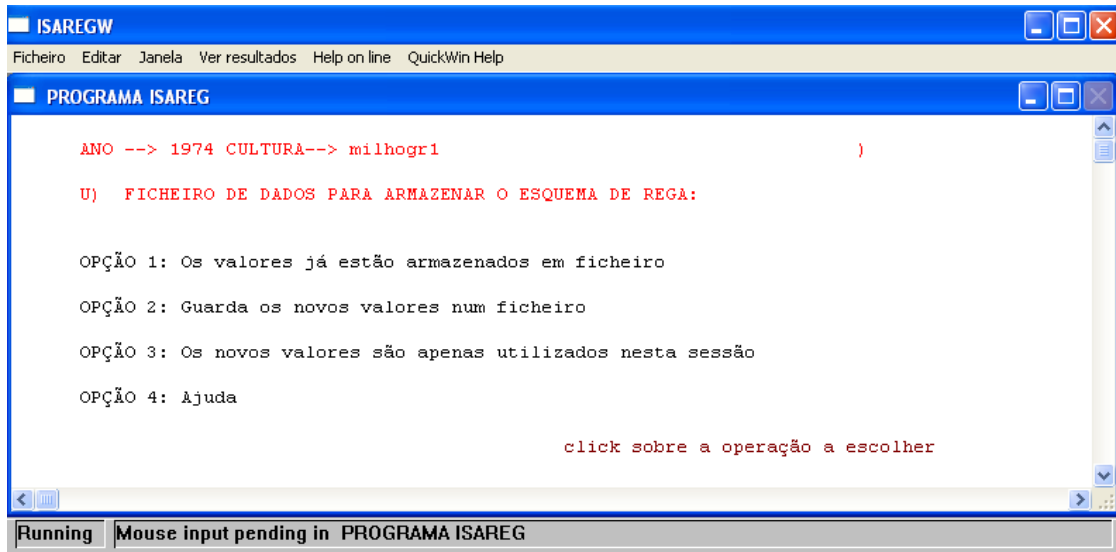 ISAREGW
Ficheiro Editar Janela Ver resultados Help on line QuickWin Help
PROGRAMA ISAREG
ANO --> 1974 CULTURA--> milhogr1 )
U) FICHEIRO DE DADOS PARA ARMAZENAR O ESQUEMA DE REGA:
OPÇÃO 1: Os valores já estão armazenados em ficheiro
OPÇÃO 2: Guarda os novos valores num ficheiro
OPÇÃO 3: Os novos valores são apenas utilizados nesta sessão
OPÇÃO 4: Ajuda
click sobre a operação a escolher
Running Mouse input pending in PROGRAMA ISAREG